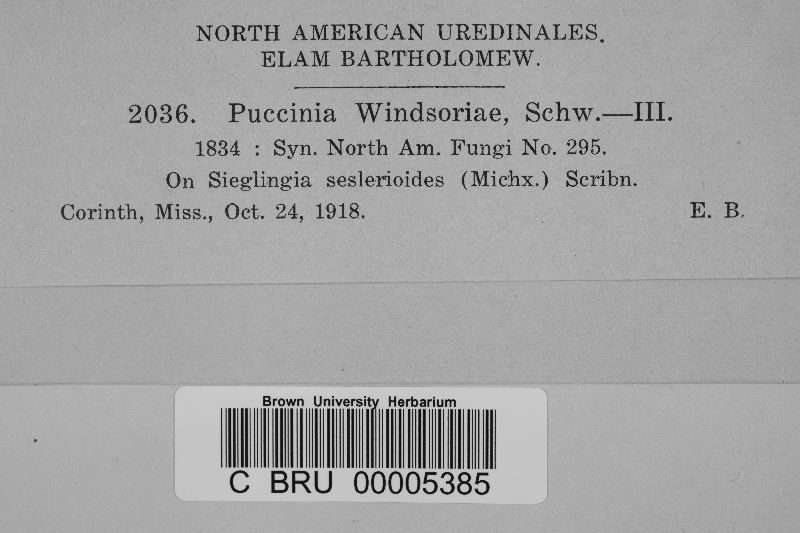 NORTH AMERICAN UREDINALES.
ELAM BARTHOLOMEW.
2036. Puccinia Windsoriae, Schw.—III.
1834 : Syn. North Am. Fungi No. 295.
On Sieglingia seslerioides (Michx.) Scribn.
Corinth, Miss., Oct. 24, 1918. E. B.
Brown University Herbarium
C BRU 00005385